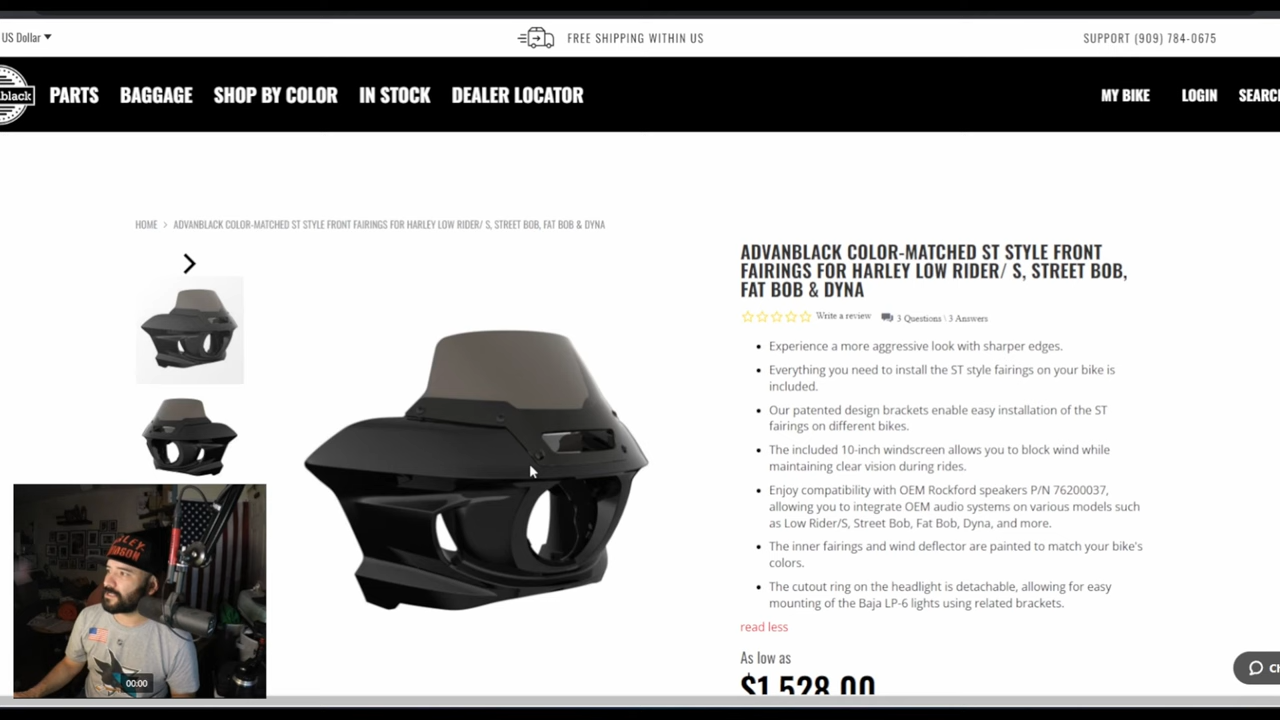 US Dollar
FREE SHIPPING WITHIN US
SUPPORT (909) 784-0675
black
PARTS
BAGGAGE
SHOP BY COLOR
IN STOCK
DEALER LOCATOR
MY BIKE
LOGIN
SEARC
HOME > ADVANBLACK COLOR-MATCHED ST STYLE FRONT FAIRINGS FOR HARLEY LOW RIDER/ S, STREET BOB, FAT BOB & DYNA
ADVANBLACK COLOR-MATCHED ST STYLE FRONT
FAIRINGS FOR HARLEY LOW RIDER/ S, STREET BOB,
FAT BOB & DYNA
Write a review
3 Questions \ 3 Answers
• Experience a more aggressive look with sharper edges.
• Everything you need to install the ST style fairings on your bike is
included.
• Our patented design brackets enable easy installation of the ST
fairings on different bikes.
• The included 10-inch windscreen allows you to block wind while
maintaining clear vision during rides.
• Enjoy compatibility with OEM Rockford speakers P/N 76200037,
allowing you to integrate OEM audio systems on various models such
as Low Rider/S, Street Bob, Fat Bob, Dyna, and more.
• The inner fairings and wind deflector are painted to match your bike's
colors.
• The cutout ring on the headlight is detachable, allowing for easy
mounting of the Baja LP-6 lights using related brackets.
read less
As low as
$1,528.00
HARLEY
DAVIDSON
00:00